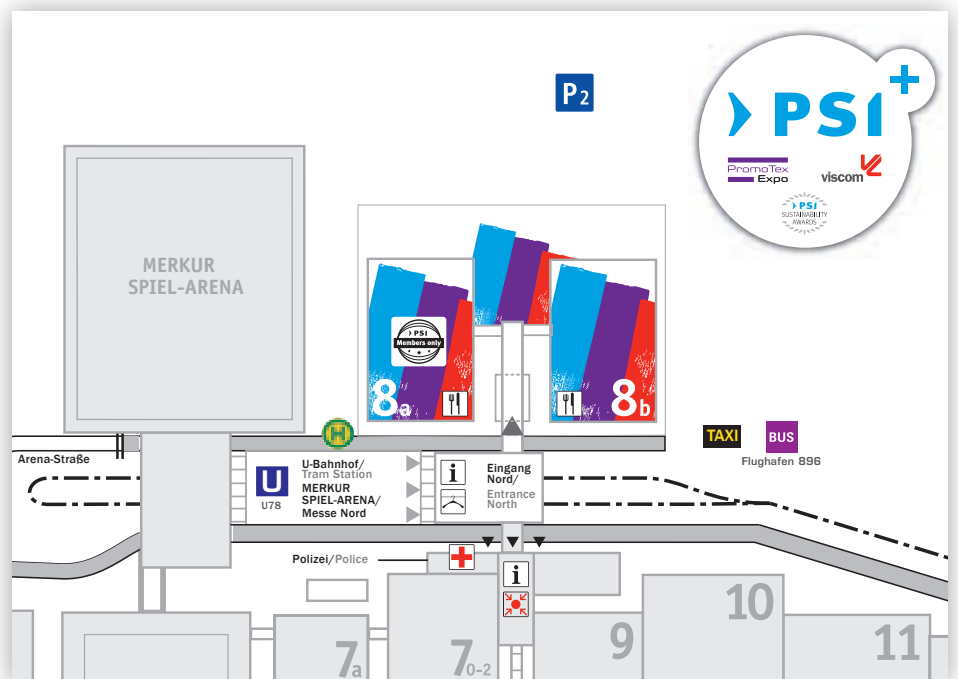 P2
PSI +
PromoTex
Expo
viscom
PSI
SUSTAINABILITY
AWARDS
MERKUR
SPIEL-ARENA
PSI
Members only
8a
8b
H
TAXI
BUS
Flughafen 896
Arena-Straße
U
U78
U-Bahnhof/
Tram Station
MERKUR
SPIEL-ARENA/
Messe Nord
i
Eingang
Nord/
Entrance
North
Polizei/Police
i
7a
70-2
9
10
11